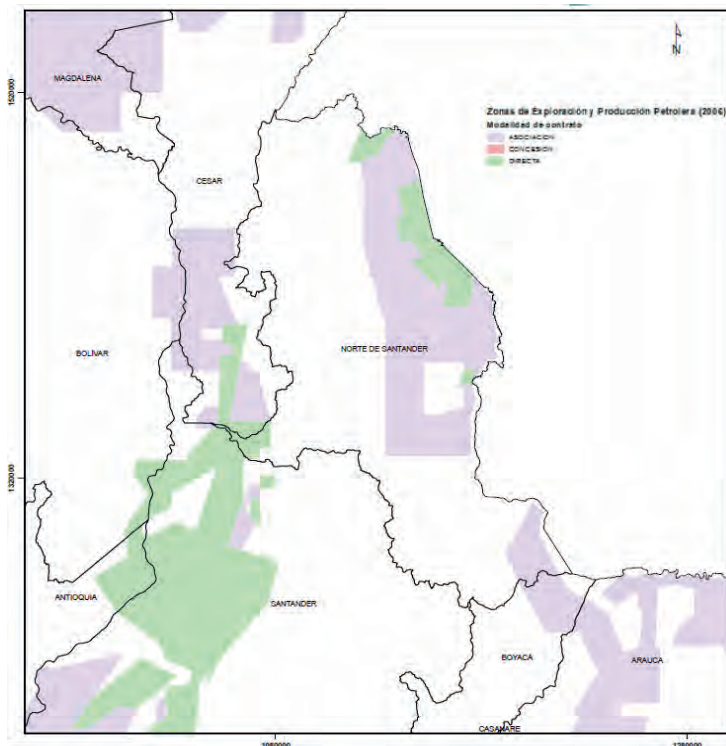 N
1520000
MAGDALENA
Zonas de Exploración y Producción Petrolera (2006)
Modalidad de contrato
ASOCIACION
CONCESIÓN
DIRECTA
CESAR
BOLIVAR
NORTE DE SANTANDER
1320000
ANTIOQUIA
SANTANDER
BOYACA
ARAUCA
CASANARE